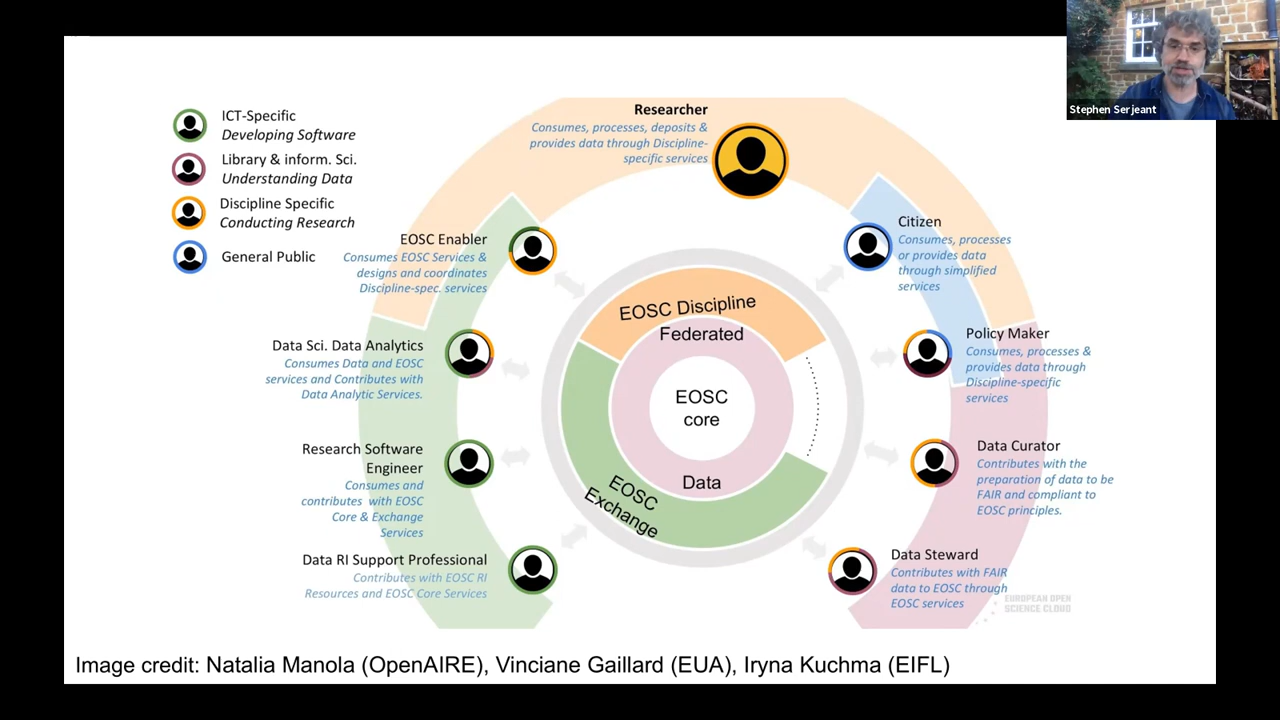 Stephen Serjeant
ICT-Specific
Developing Software
Library & inform. Sci.
Understanding Data
Discipline Specific
Conducting Research
General Public
Researcher
Consumes, processes, deposits &
provides data through Discipline-
specific services
EOSC Enabler
Consumes EOSC Services &
designs and coordinates
Discipline-spec. services
Data Sci. Data Analytics
Consumes Data and EOSC
services and Contributes with
Data Analytic Services.
Research Software
Engineer
Consumes and
contributes with EOSC
Core & Exchange
Services
Data RI Support Professional
Contributes with EOSC RI
Resources and EOSC Core Services
EOSC Discipline
Federated
EOSC
core
Data
EOSC
Exchange
Citizen
Consumes, processes
or provides data
through simplified
services
Policy Maker
Consumes, processes &
provides data through
Discipline-specific
services
Data Curator
Contributes with the
preparation of data to be
FAIR and compliant to
EOSC principles.
Data Steward
Contributes with FAIR
data to EOSC through
EOSC services
EUROPEAN OPEN
SCIENCE CLOUD
Image credit: Natalia Manola (OpenAIRE), Vinciane Gaillard (EUA), Iryna Kuchma (EIFL)